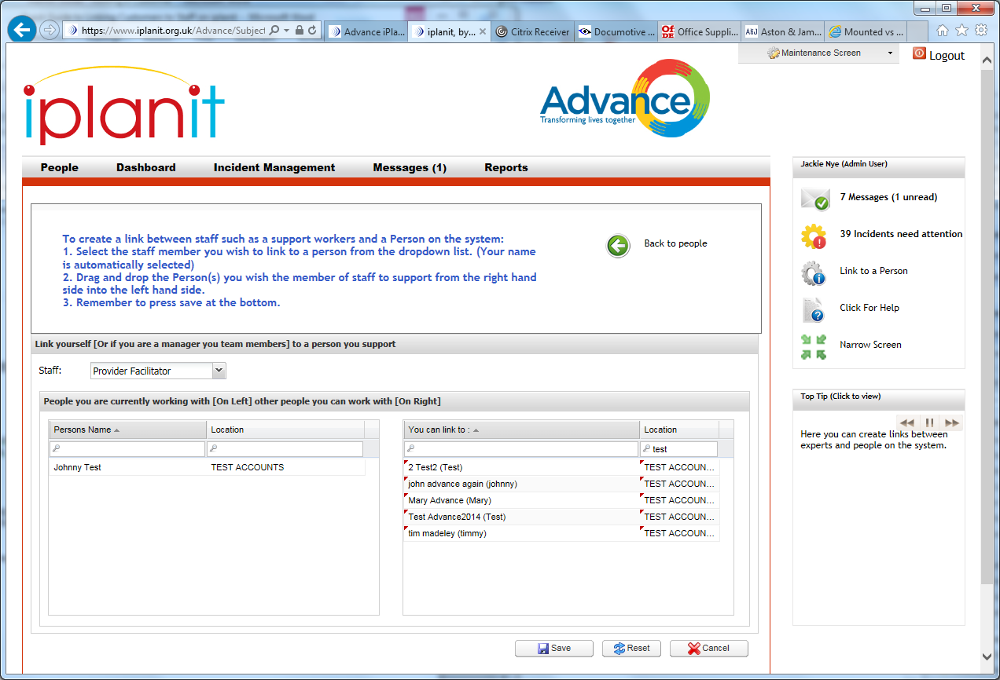 https://www.iplanit.org.uk/Advance/Subject
Advance iPla...
iplanit, by...
Citrix Receiver
Documotive ...
OF DE
Office Suppli...
A&J
Aston & Jam...
Mounted vs ...
Maintenance Screen
Logout
iplanit
Advance
Transforming lives together
People
Dashboard
Incident Management
Messages (1)
Reports
To create a link between staff such as a support workers and a Person on the system:
1. Select the staff member you wish to link to a person from the dropdown list. (Your name
is automatically selected)
2. Drag and drop the Person(s) you wish the member of staff to support from the right hand
side into the left hand side.
3. Remember to press save at the bottom.
Back to people
Link yourself [Or if you are a manager you team members] to a person you support
Staff:
Provider Facilitator
People you are currently working with [On Left] other people you can work with [On Right]
Persons Name
Location
Johnny Test
TEST ACCOUNTS
You can link to :
Location
test
2 Test2 (Test)
TEST ACCOUN...
john advance again (johnny)
TEST ACCOUN...
Mary Advance (Mary)
TEST ACCOUN...
Test Advance2014 (Test)
TEST ACCOUN...
tim madeley (timmy)
TEST ACCOUN...
Save
Reset
Cancel
Jackie Nye (Admin User)
7 Messages (1 unread)
39 Incidents need attention
Link to a Person
Click For Help
Narrow Screen
Top Tip (Click to view)
Here you can create links between
experts and people on the system.